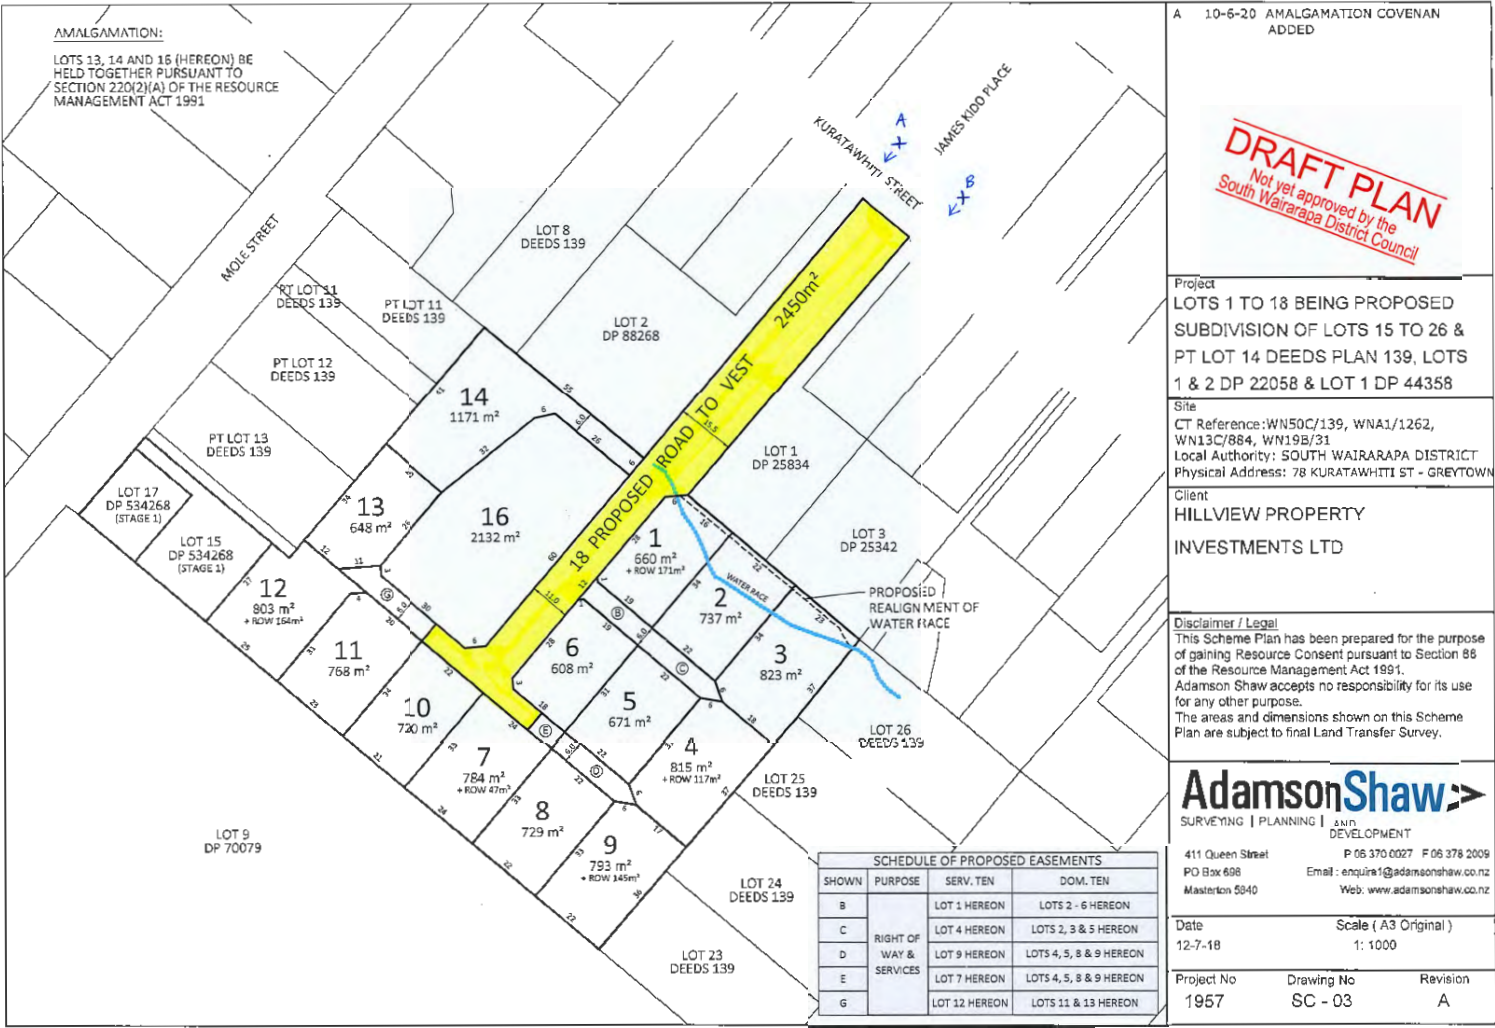 AMALGAMATION:
LOTS 13, 14 AND 16 (HEREON) BE
HELD TOGETHER PURSUANT TO
SECTION 220(2)(A) OF THE RESOURCE
MANAGEMENT ACT 1991
MOLE STREET
KURATAWHITI STREET
JAMES KIDO PLACE
A
B
LOT 8
DEEDS 139
PT LOT 11
DEEDS 139
PT LOT 11
DEEDS 139
LOT 2
DP 88268
PT LOT 12
DEEDS 139
PT LOT 13
DEEDS 139
14
1171 m²
13
648 m²
16
2132 m²
18 PROPOSED ROAD TO VEST 2450m²
LOT 1
DP 25834
LOT 3
DP 25342
LOT 17
DP 534268
(STAGE 1)
LOT 15
DP 534268
(STAGE 1)
12
803 m²
+ ROW 164m²
11
768 m²
10
720 m²
1
660 m²
+ ROW 171m²
WATER RACE
2
737 m²
3
823 m²
PROPOSED
REALIGNMENT OF
WATER RACE
6
608 m²
5
671 m²
4
815 m²
+ ROW 117m²
7
784 m²
+ ROW 47m²
8
729 m²
9
793 m²
+ ROW 145m²
B
C
D
E
G
LOT 26
DEEDS 139
LOT 25
DEEDS 139
LOT 24
DEEDS 139
LOT 23
DEEDS 139
LOT 9
DP 70079
SCHEDULE OF PROPOSED EASEMENTS
SHOWN PURPOSE SERV. TEN DOM. TEN
B LOT 1 HEREON LOTS 2 - 6 HEREON
C LOT 4 HEREON LOTS 2, 3 & 5 HEREON
RIGHT OF
WAY &
SERVICES
D LOT 9 HEREON LOTS 4, 5, 8 & 9 HEREON
E LOT 7 HEREON LOTS 4, 5, 8 & 9 HEREON
G LOT 12 HEREON LOTS 11 & 13 HEREON
A 10-6-20 AMALGAMATION COVENAN
ADDED
DRAFT PLAN
Not yet approved by the
South Wairarapa District Council
Project
LOTS 1 TO 18 BEING PROPOSED
SUBDIVISION OF LOTS 15 TO 26 &
PT LOT 14 DEEDS PLAN 139, LOTS
1 & 2 DP 22058 & LOT 1 DP 44358
Site
CT Reference: WN50C/139, WNA1/1262,
WN13C/884, WN19B/31
Local Authority: SOUTH WAIRARAPA DISTRICT
Physical Address: 78 KURATAWHITI ST - GREYTOWN
Client
HILLVIEW PROPERTY
INVESTMENTS LTD
Disclaimer / Legal
This Scheme Plan has been prepared for the purpose
of gaining Resource Consent pursuant to Section 88
of the Resource Management Act 1991.
Adamson Shaw accepts no responsibility for its use
for any other purpose.
The areas and dimensions shown on this Scheme
Plan are subject to final Land Transfer Survey.
AdamsonShaw
SURVEYING | PLANNING | AND
DEVELOPMENT
411 Queen Street P 06 370 0027 F 06 378 2009
PO Box 698 Email : enquire1@adamsonshaw.co.nz
Masterton 5840 Web: www.adamsonshaw.co.nz
Date Scale ( A3 Original )
12-7-18 1: 1000
Project No Drawing No Revision
1957 SC - 03 A